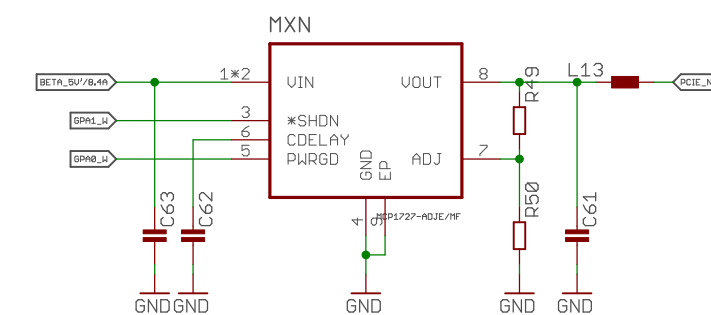 MXN
BETA_5V'/8.4A
1*2
VIN
VOUT
8
L13
PCIE_N
R49
GPA1_W
3
*SHDN
6
CDELAY
GPA0_W
5
PWRGD
GND
EP
ADJ
7
MCP1727-ADJE/MF
4
9
C63
C62
R50
C61
GND
GND
GND
GND
GND